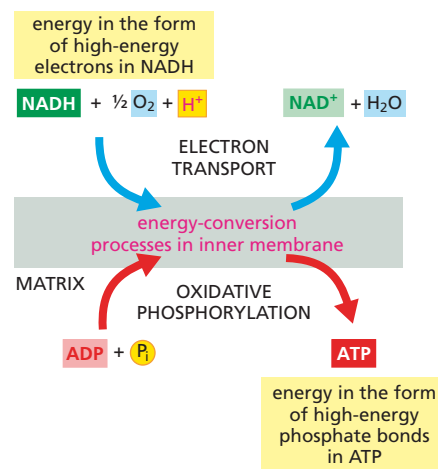 energy in the form
of high-energy
electrons in NADH
NADH + ½ O₂ + H⁺
NAD⁺ + H₂O
ELECTRON
TRANSPORT
energy-conversion
processes in inner membrane
MATRIX
OXIDATIVE
PHOSPHORYLATION
ADP + Pᵢ
ATP
energy in the form
of high-energy
phosphate bonds
in ATP